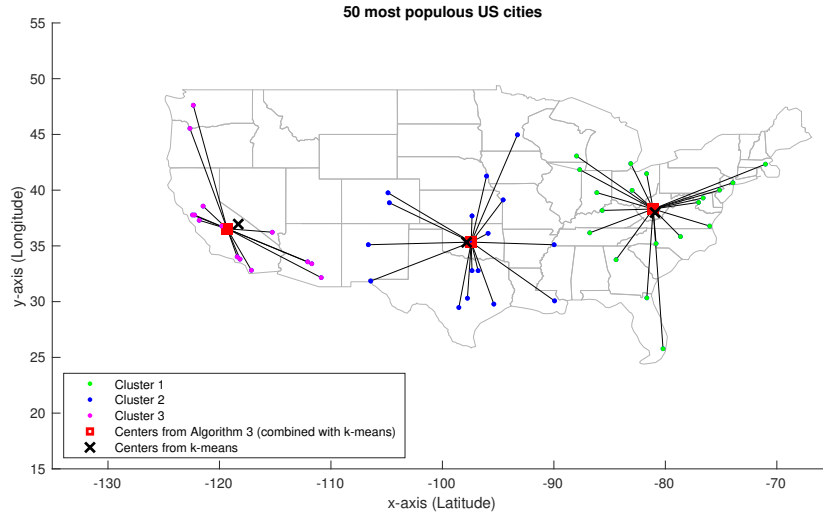 50 most populous US cities
55
50
45
40
35
30
25
20
15
y-axis (Longitude)
Cluster 1
Cluster 2
Cluster 3
Centers from Algorithm 3 (combined with k-means)
Centers from k-means
-130 -120 -110 -100 -90 -80 -70
x-axis (Latitude)